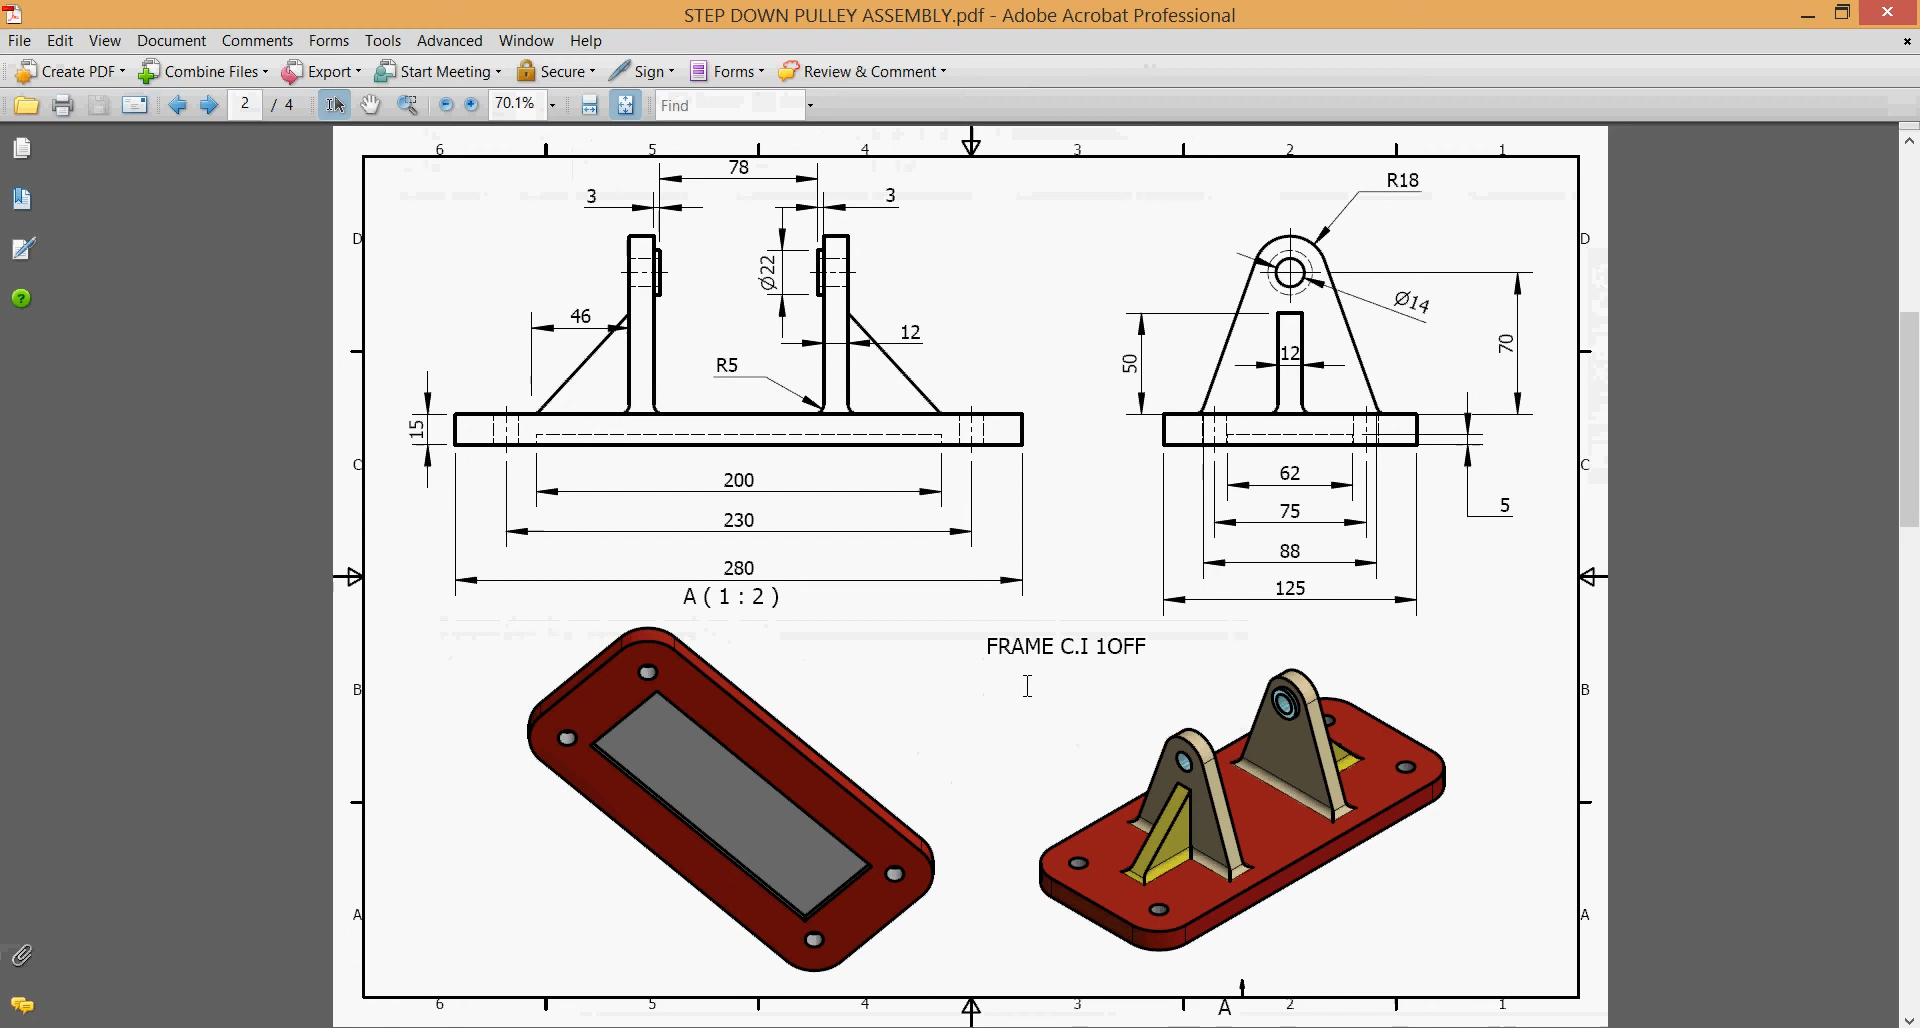 STEP DOWN PULLEY ASSEMBLY.pdf - Adobe Acrobat Professional
File Edit View Document Comments Forms Tools Advanced Window Help
Create PDF Combine Files Export Start Meeting Secure Sign Forms Review & Comment
2 / 4 70.1% Find
6 5 4 3 2 1
78
R18
3 3
D D
Ø22
Ø14
46
12
70
50
12
R5
15
C C
200
62
5
230
75
88
280
125
A ( 1 : 2 )
FRAME C.I 1OFF
B B
A A
6 5 4 3 2 1
A